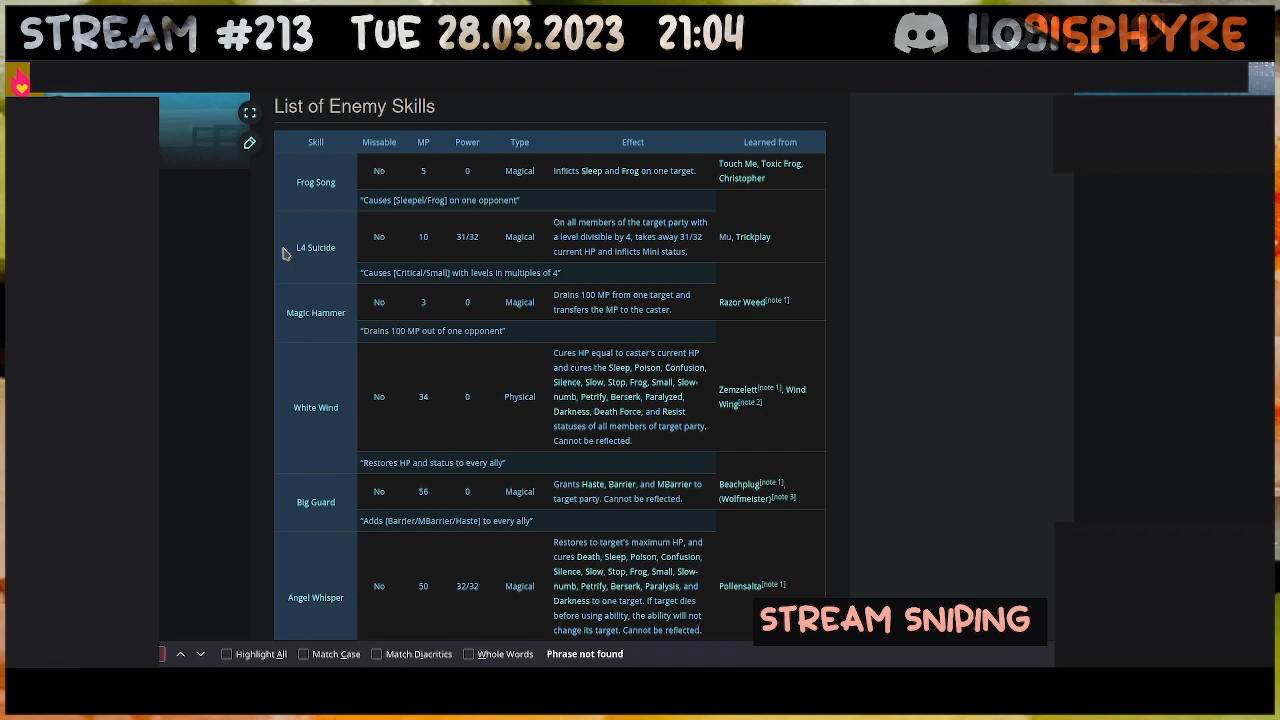 STREAM #213 TUE 28.03.2023 21:04 LOGISPHYRE
List of Enemy Skills
Skill Missable MP Power Type Effect Learned from
Frog Song No 5 0 Magical Inflicts Sleep and Frog on one target. Touch Me, Toxic Frog,
Christopher
“Causes [Sleepel/Frog] on one opponent”
On all members of the target party with
L4 Suicide No 10 31/32 Magical a level divisible by 4, takes away 31/32 Mu, Trickplay
current HP and inflicts Mini status.
“Causes [Critical/Small] with levels in multiples of 4”
Magic Hammer No 3 0 Magical Drains 100 MP from one target and Razor Weed[note 1]
transfers the MP to the caster.
“Drains 100 MP out of one opponent”
Cures HP equal to caster's current HP
and cures the Sleep, Poison, Confusion,
Silence, Slow, Stop, Frog, Small, Slow-
White Wind No 34 0 Physical numb, Petrify, Berserk, Paralyzed, Zemzelett[note 1], Wind
Darkness, Death Force, and Resist Wing[note 2]
statuses of all members of target party.
Cannot be reflected.
“Restores HP and status to every ally”
Big Guard No 56 0 Magical Grants Haste, Barrier, and MBarrier to Beachplug[note 1],
target party. Cannot be reflected. (Wolfmeister)[note 3]
“Adds [Barrier/MBarrier/Haste] to every ally”
Restores to target's maximum HP, and
cures Death, Sleep, Poison, Confusion,
Silence, Slow, Stop, Frog, Small, Slow-
Angel Whisper No 50 32/32 Magical numb, Petrify, Berserk, Paralysis, and Pollensalta[note 1]
Darkness to one target. If target dies
before using ability, the ability will not
change its target. Cannot be reflected.
STREAM SNIPING
Highlight All Match Case Match Diacritics Whole Words Phrase not found